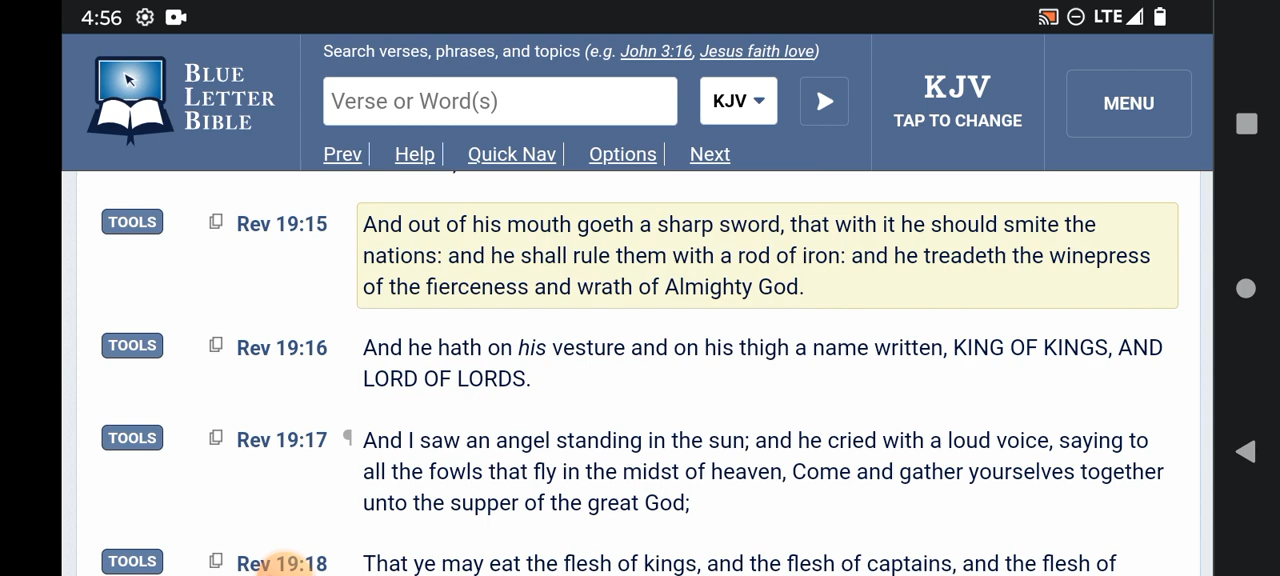 4:56
LTE
BLUE
LETTER
BIBLE
Search verses, phrases, and topics (e.g. John 3:16, Jesus faith love)
Verse or Word(s)
KJV
KJV
TAP TO CHANGE
MENU
Prev
Help
Quick Nav
Options
Next
TOOLS
Rev 19:15
And out of his mouth goeth a sharp sword, that with it he should smite the
nations: and he shall rule them with a rod of iron: and he treadeth the winepress
of the fierceness and wrath of Almighty God.
TOOLS
Rev 19:16
And he hath on his vesture and on his thigh a name written, KING OF KINGS, AND
LORD OF LORDS.
TOOLS
Rev 19:17
¶ And I saw an angel standing in the sun; and he cried with a loud voice, saying to
all the fowls that fly in the midst of heaven, Come and gather yourselves together
unto the supper of the great God;
TOOLS
Rev 19:18
That ye may eat the flesh of kings, and the flesh of captains, and the flesh of